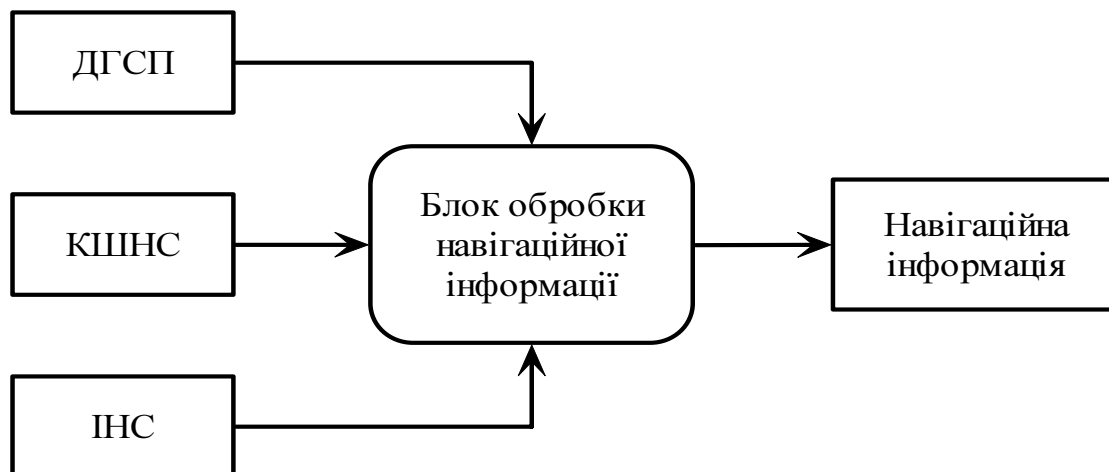 ДГСП
КШНС
ІНС
Блок обробки
навігаційної
інформації
Навігаційна
інформація